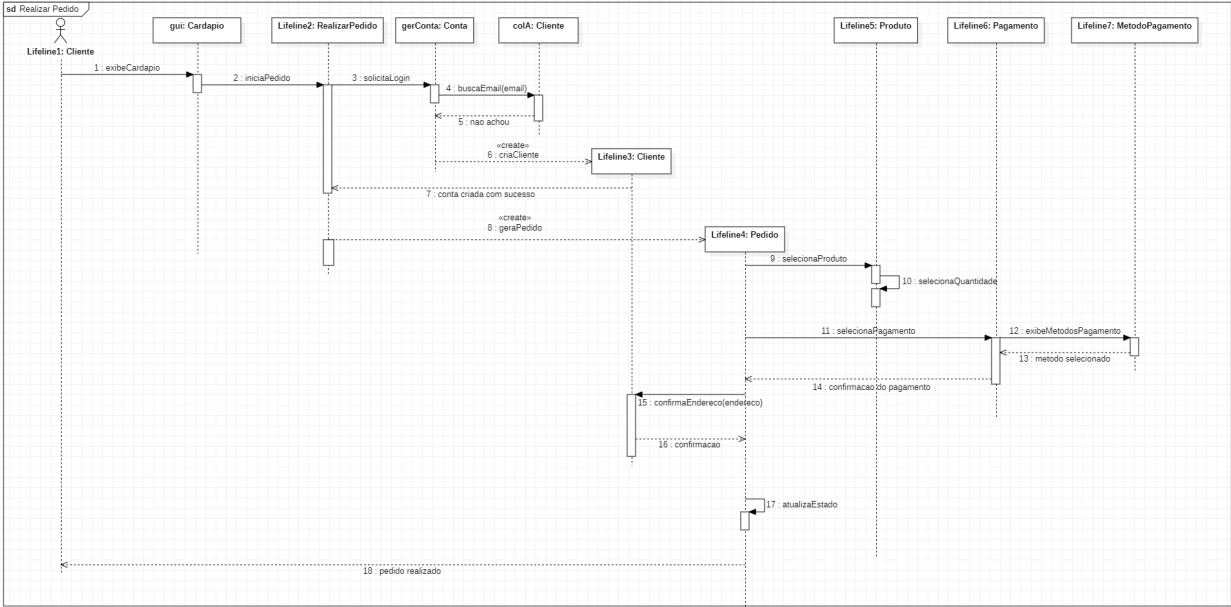 sd Realizar Pedido
Lifeline1: Cliente
gui: Cardapio
Lifeline2: RealizarPedido
gerConta: Conta
colA: Cliente
Lifeline5: Produto
Lifeline6: Pagamento
Lifeline7: MetodoPagamento
1 : exibeCardapio
2 : iniciaPedido
3 : solicitaLogin
4 : buscaEmail(email)
5 : nao achou
«create»
6 : criaCliente
Lifeline3: Cliente
7 : conta criada com sucesso
«create»
8 : geraPedido
Lifeline4: Pedido
9 : selecionaProduto
10 : selecionaQuantidade
11 : selecionaPagamento
12 : exibeMetodosPagamento
13 : metodo selecionado
14 : confirmacao do pagamento
15 : confirmaEndereco(endereco)
16 : confirmacao
17 : atualizaEstado
18 : pedido realizado